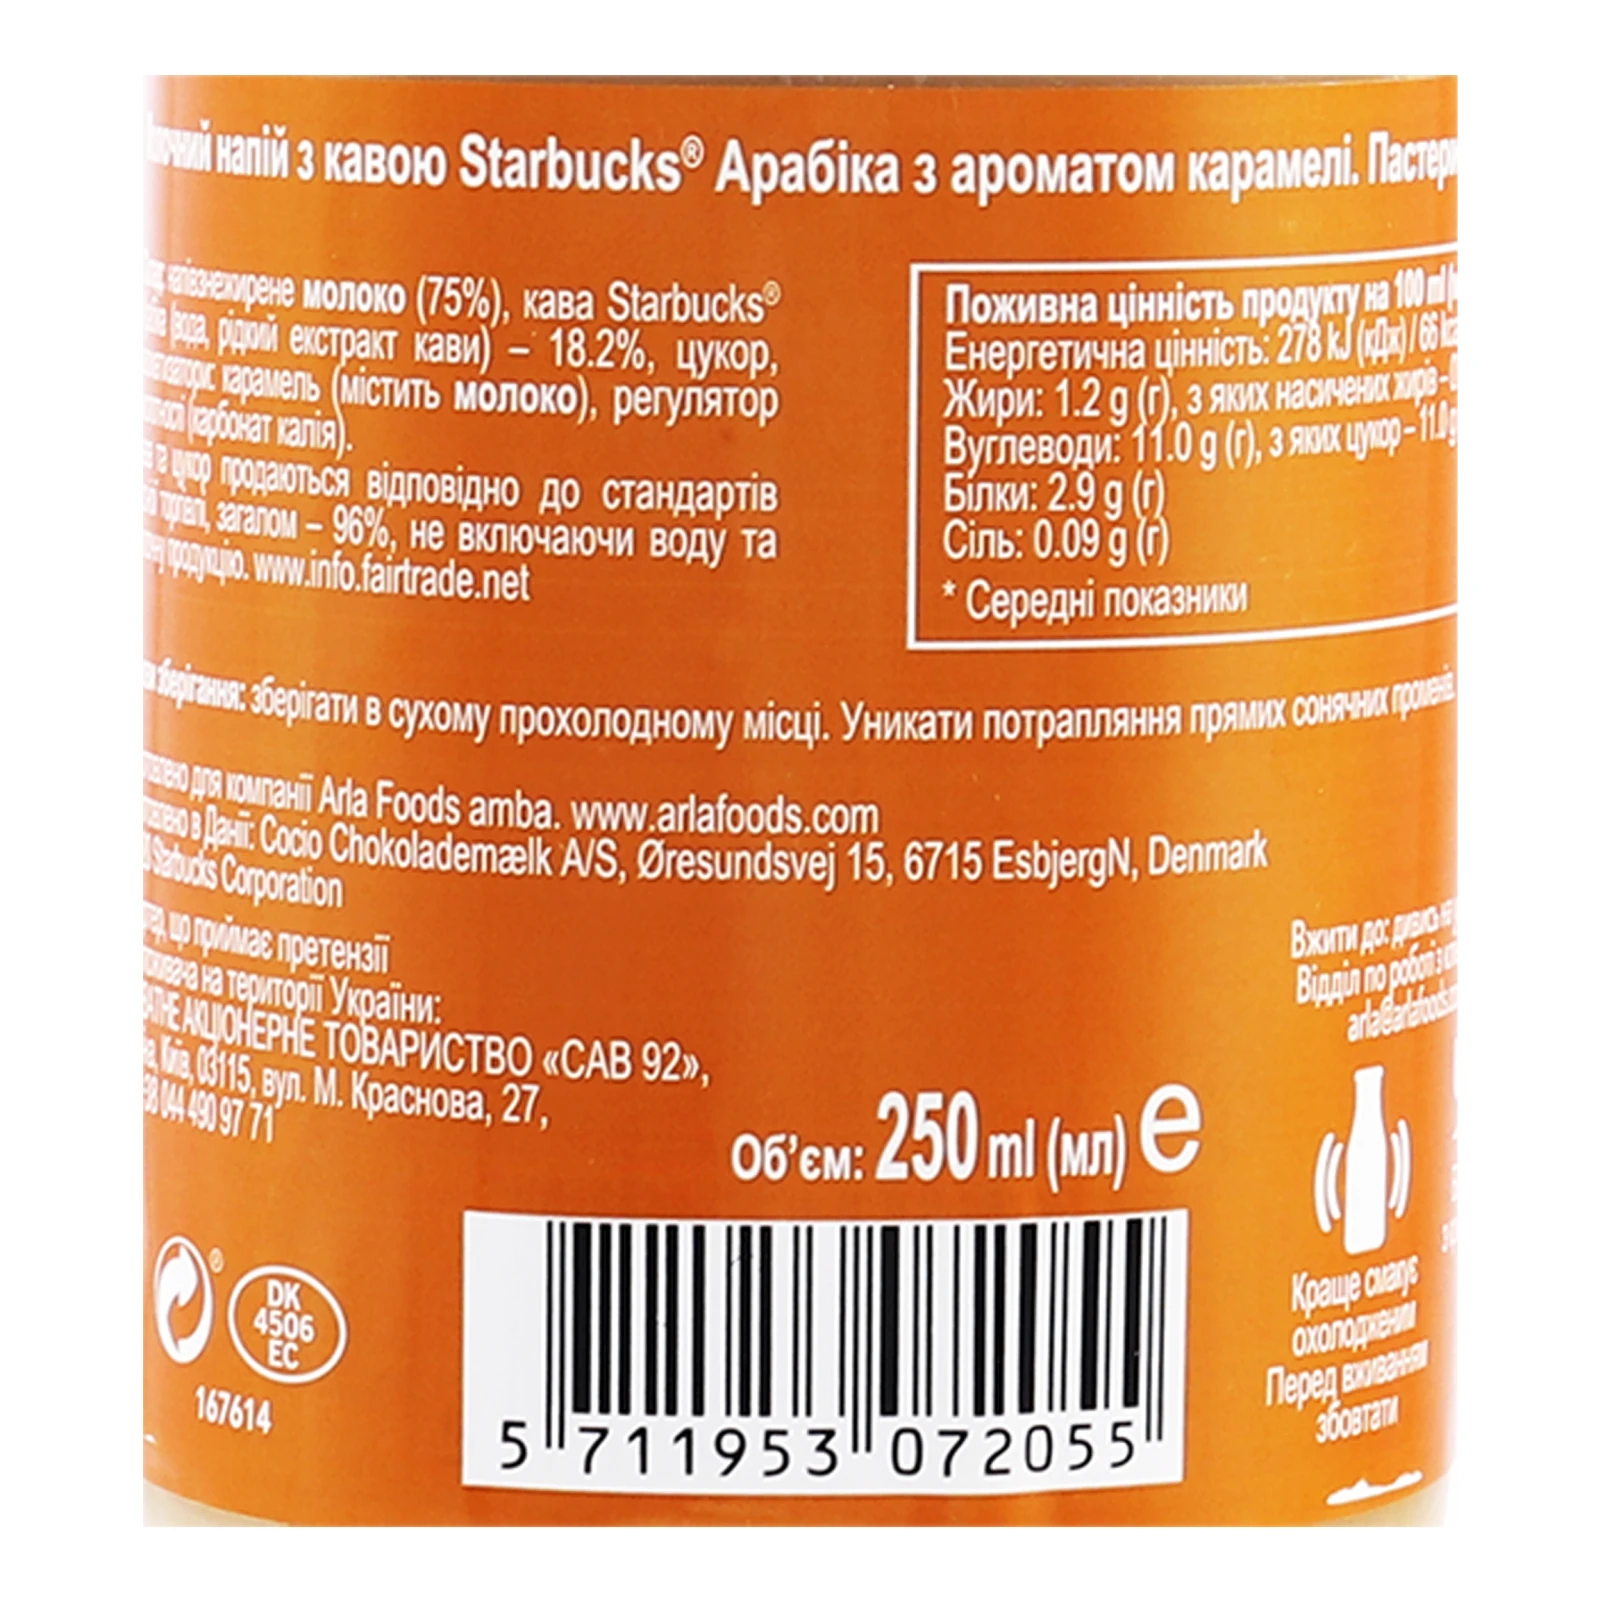 напій з кавою Starbucks® Арабіка з ароматом карамелі.
напівзнежирене молоко (75%), кава Starbucks®
(вода, рідкий екстракт кави) – 18.2%, цукор,
карамель (містить молоко), регулятор
(карбонат калія).
та цукор продаються відповідно до стандартів
торгівлі, загалом – 96%, не включаючи воду та
продукцію. www.info.fairtrade.net
Поживна цінність продукту на 100 ml
Енергетична цінність: 278 kJ (кДж) / 66
Жири: 1.2 g (г), з яких насичених жирів –
Вуглеводи: 11.0 g (г), з яких цукор – 11.0 g
Білки: 2.9 g (г)
Сіль: 0.09 g (г)
* Середні показники
зберігання: зберігати в сухому прохолодному місці. Уникати потрапляння прямих сонячних променів.
для компанії Arla Foods amba. www.arlafoods.com
в Данії: Cocio Chokolademælk A/S, Øresundsvej 15, 6715 EsbjergN, Denmark
Starbucks Corporation
що приймає претензії
на території України:
АКЦІОНЕРНЕ ТОВАРИСТВО «САВ 92»,
Київ, 03115, вул. М. Краснова, 27,
044 490 97 71
Вжити до: дивись на
Відділ по роботі з
Об'єм: 250 ml (мл) e
Краще смакує
охолодженим
Перед вживанням
збовтати
DK
4506
EC
167614
5 711953 072055